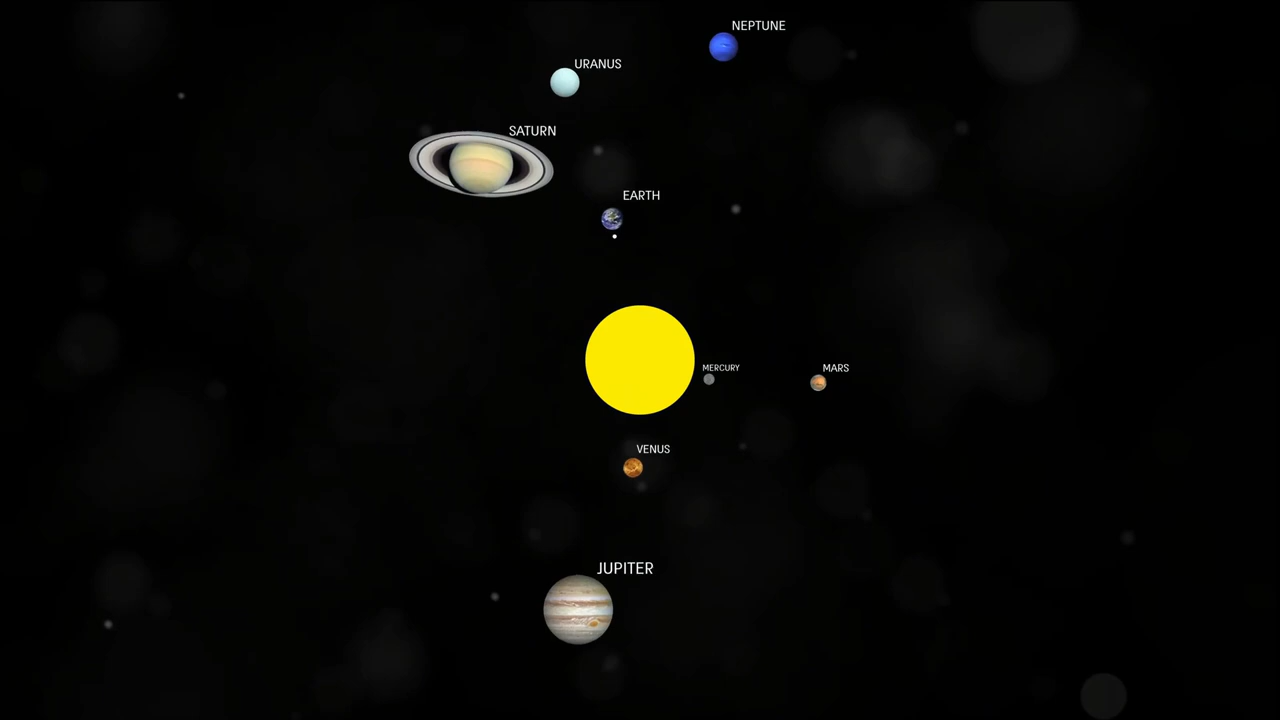 NEPTUNE
URANUS
SATURN
EARTH
MERCURY
MARS
VENUS
JUPITER